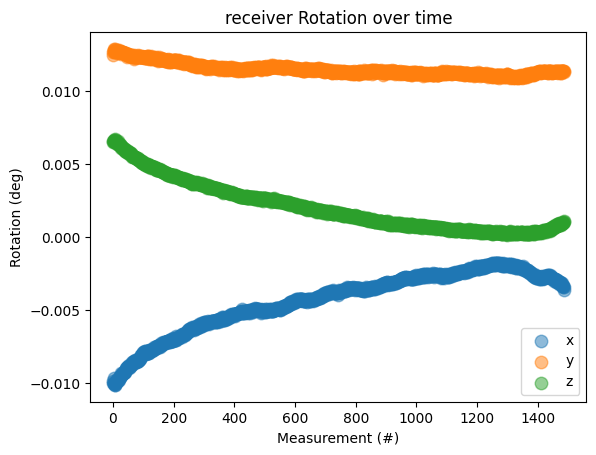 receiver Rotation over time
Rotation (deg)
0.010
0.005
0.000
−0.005
−0.010
0 200 400 600 800 1000 1200 1400
Measurement (#)
x
y
z